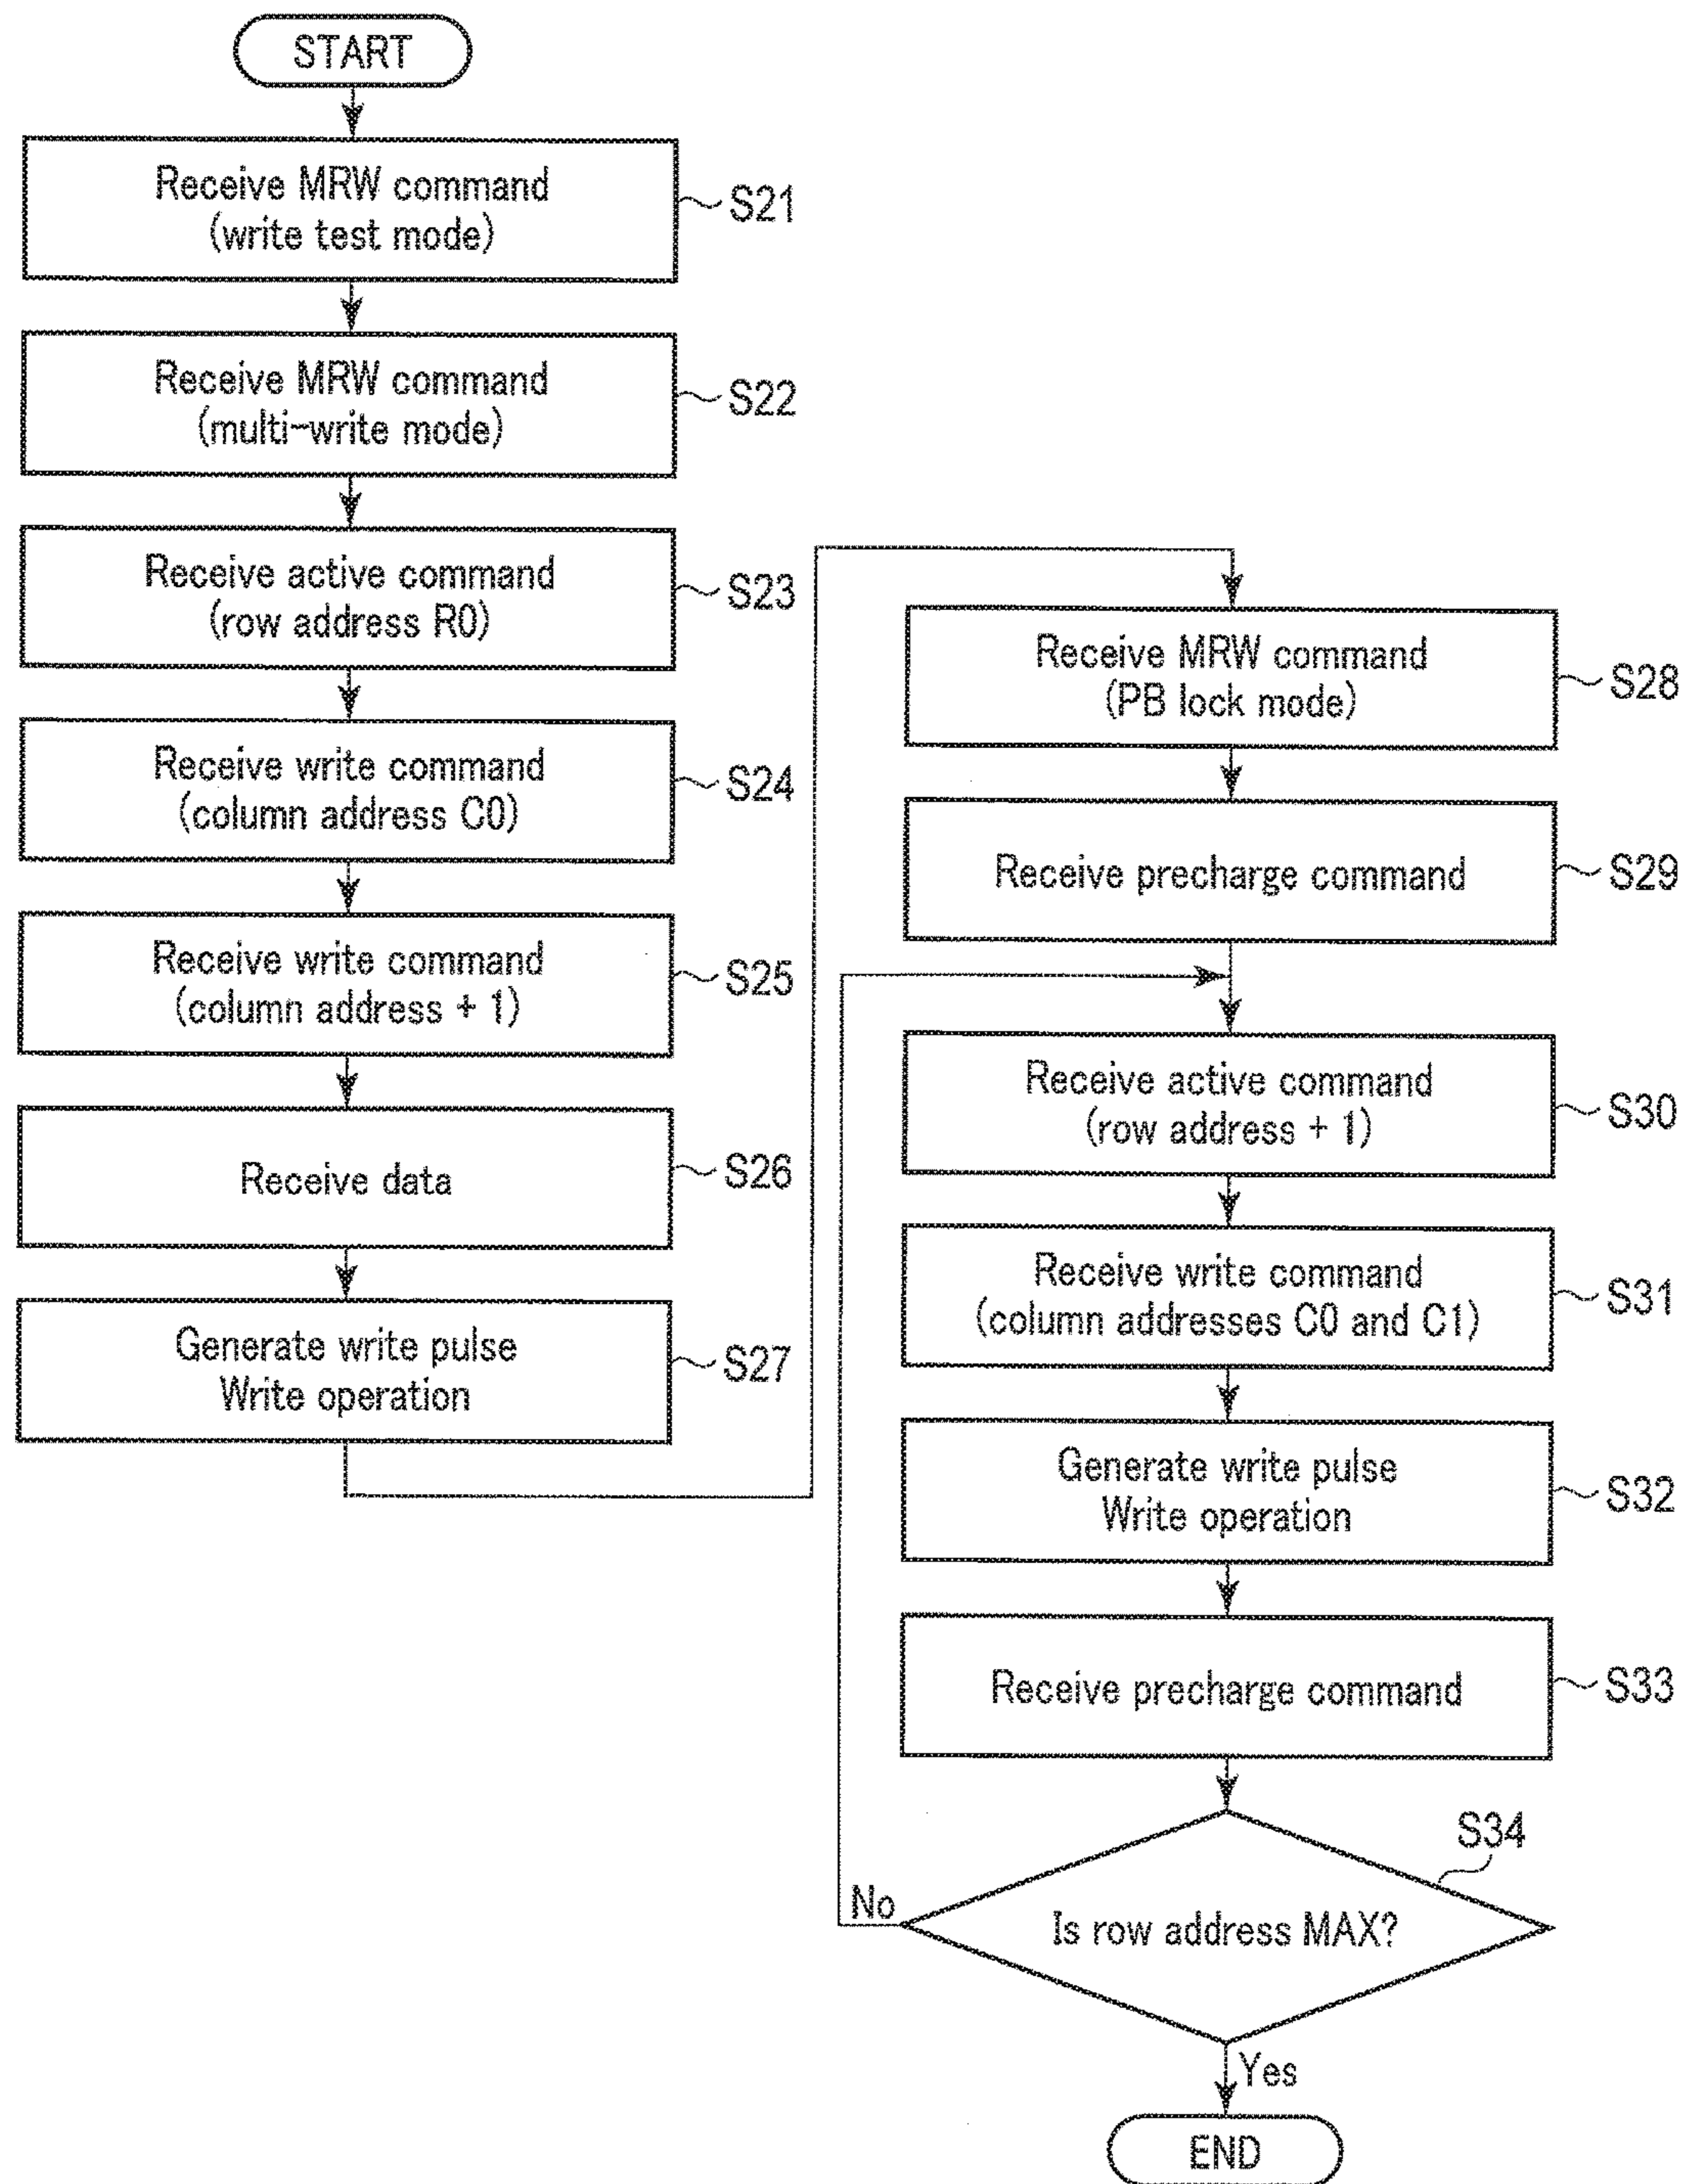 START
Receive MRW command
(write test mode)
S21
Receive MRW command
(multi-write mode)
S22
Receive active command
(row address R0)
S23
Receive write command
(column address C0)
S24
Receive write command
(column address + 1)
S25
Receive data
S26
Generate write pulse
Write operation
S27
Receive MRW command
(PB lock mode)
S28
Receive precharge command
S29
Receive active command
(row address + 1)
S30
Receive write command
(column addresses C0 and C1)
S31
Generate write pulse
Write operation
S32
Receive precharge command
S33
S34
Is row address MAX?
No
Yes
END